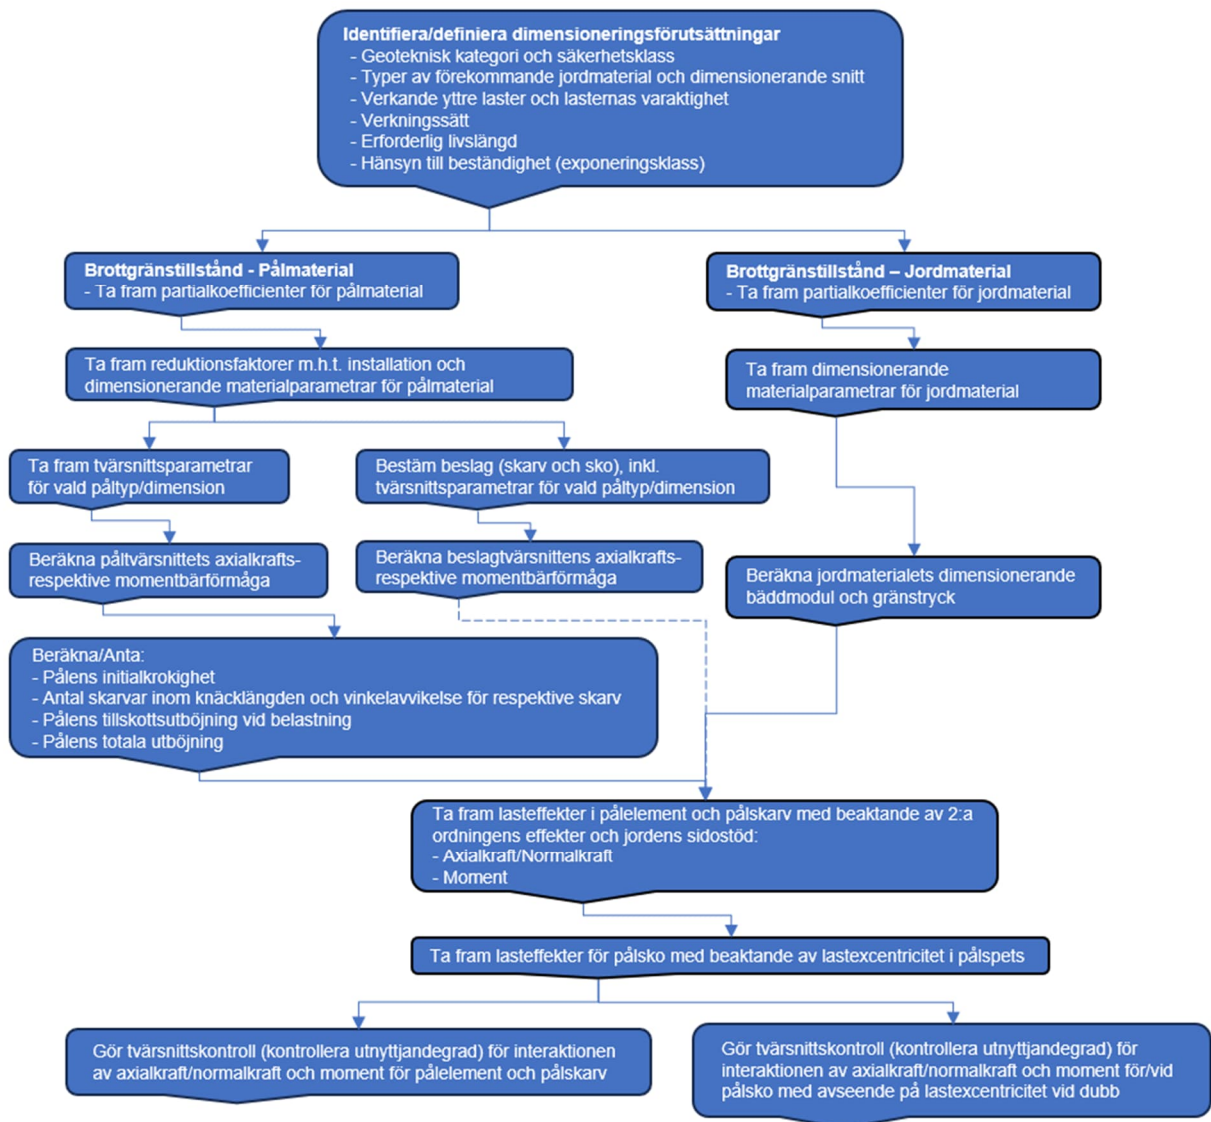 Identifiera/definiera dimensioneringsförutsättningar
- Geoteknisk kategori och säkerhetsklass
- Typer av förekommande jordmaterial och dimensionerande snitt
- Verkande yttre laster och lasternas varaktighet
- Verkningssätt
- Erforderlig livslängd
- Hänsyn till beständighet (exponeringsklass)
Brottgränstillstånd - Pålmaterial
- Ta fram partialkoefficienter för pålmaterial
Brottgränstillstånd – Jordmaterial
- Ta fram partialkoefficienter för jordmaterial
Ta fram reduktionsfaktorer m.h.t. installation och
dimensionerande materialparametrar för pålmaterial
Ta fram dimensionerande
materialparametrar för jordmaterial
Ta fram tvärsnittsparametrar
för vald påltyp/dimension
Bestäm beslag (skarv och sko), inkl.
tvärsnittsparametrar för vald påltyp/dimension
Beräkna påltvärsnittets axialkrafts-
respektive momentbärförmåga
Beräkna beslagtvärsnittens axialkrafts-
respektive momentbärförmåga
Beräkna jordmaterialets dimensionerande
bäddmodul och gränstryck
Beräkna/Anta:
- Pålens initialkrokighet
- Antal skarvar inom knäcklängden och vinkelavvikelse för respektive skarv
- Pålens tillskottsutböjning vid belastning
- Pålens totala utböjning
Ta fram lasteffekter i pålelement och pålskarv med beaktande av 2:a
ordningens effekter och jordens sidostöd:
- Axialkraft/Normalkraft
- Moment
Ta fram lasteffekter för pålsko med beaktande av lastexcentricitet i pålspets
Gör tvärsnittskontroll (kontrollera utnyttjandegrad) för interaktionen
av axialkraft/normalkraft och moment för pålelement och pålskarv
Gör tvärsnittskontroll (kontrollera utnyttjandegrad) för
interaktionen av axialkraft/normalkraft och moment för/vid
pålsko med avseende på lastexcentricitet vid dubb